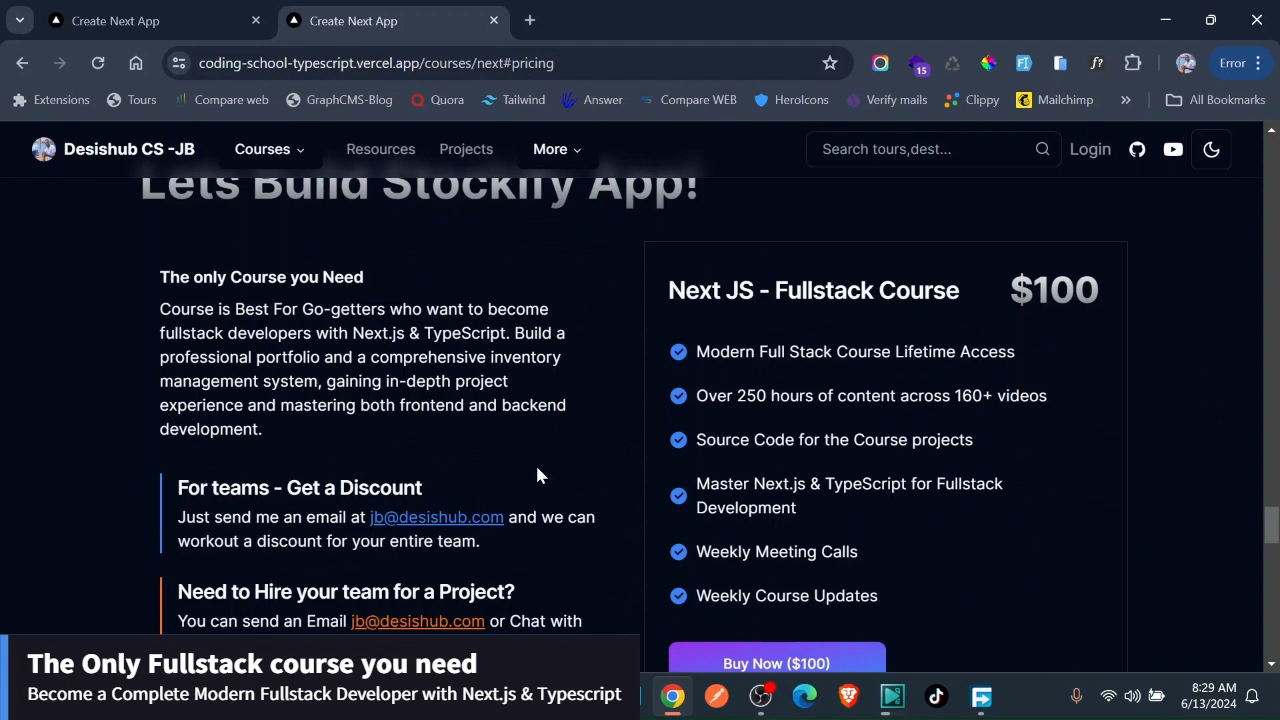 Create Next App
Create Next App
coding-school-typescript.vercel.app/courses/next#pricing
15
Error
Extensions
Tours
Compare web
GraphCMS-Blog
Quora
Tailwind
Answer
Compare WEB
HeroIcons
Verify mails
Clippy
Mailchimp
All Bookmarks
Desishub CS -JB
Courses
Resources
Projects
More
Search tours,dest...
Login
Lets Build Stockify App!
The only Course you Need
Course is Best For Go-getters who want to become
fullstack developers with Next.js & TypeScript. Build a
professional portfolio and a comprehensive inventory
management system, gaining in-depth project
experience and mastering both frontend and backend
development.
For teams - Get a Discount
Just send me an email at jb@desishub.com and we can
workout a discount for your entire team.
Need to Hire your team for a Project?
You can send an Email jb@desishub.com or Chat with
Next JS - Fullstack Course
$100
Modern Full Stack Course Lifetime Access
Over 250 hours of content across 160+ videos
Source Code for the Course projects
Master Next.js & TypeScript for Fullstack
Development
Weekly Meeting Calls
Weekly Course Updates
Buy Now ($100)
The Only Fullstack course you need
Become a Complete Modern Fullstack Developer with Next.js & Typescript
8:29 AM
6/13/2024